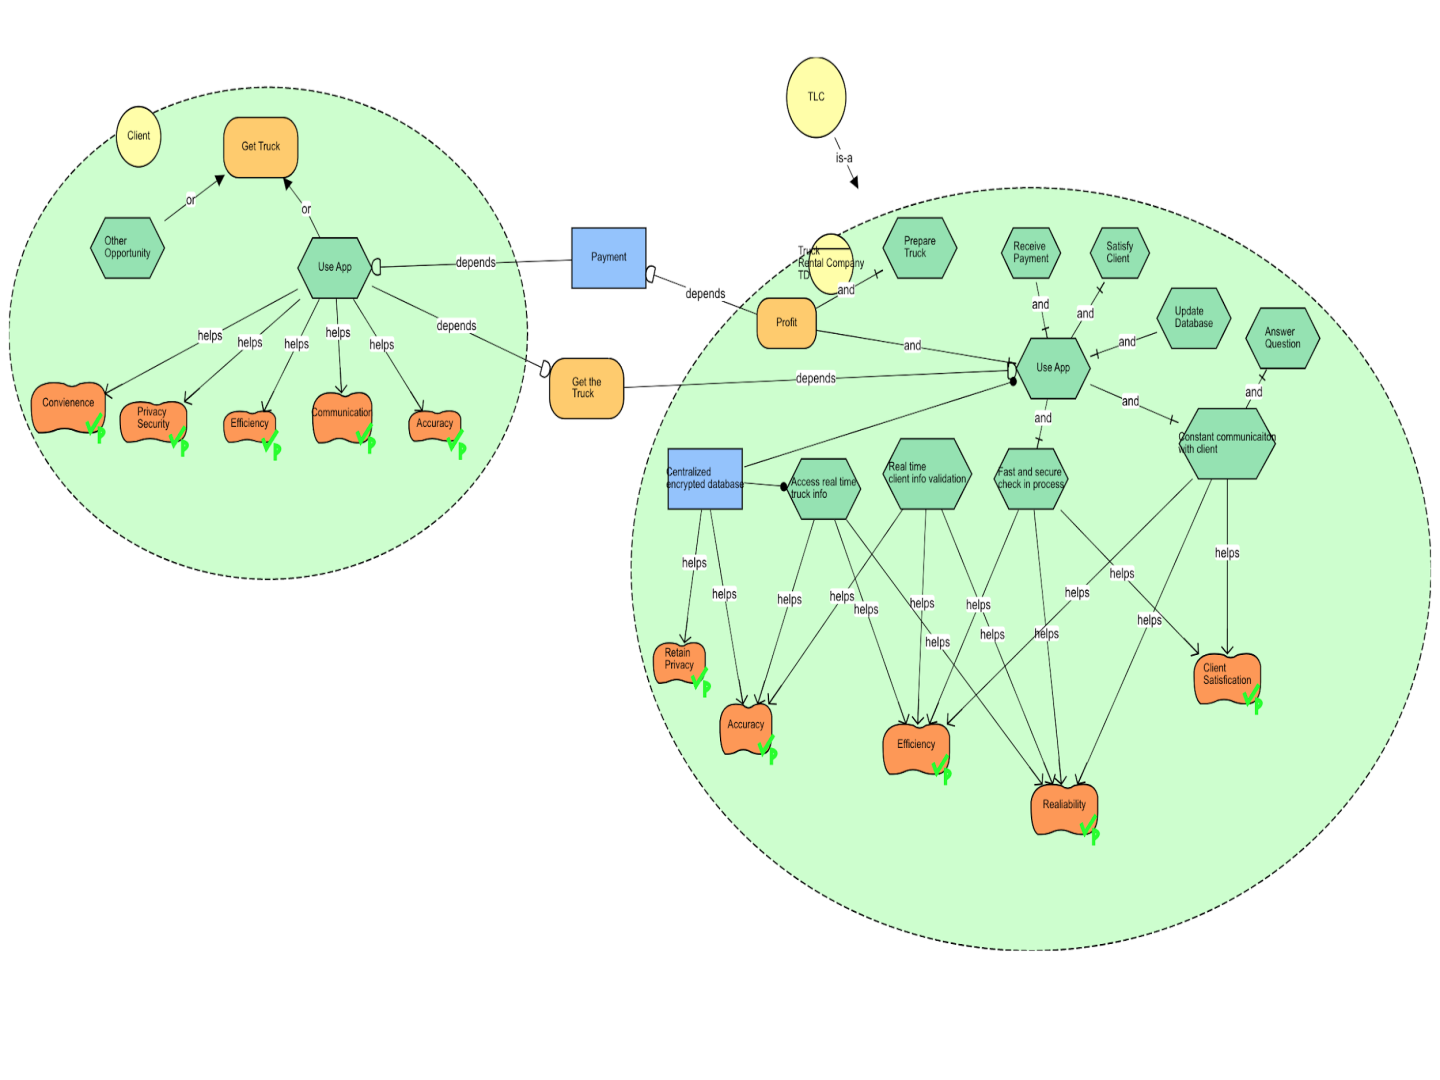 TLC
is-a
Client
Get Truck
or
or
Other
Opportunity
Use App
depends
Payment
depends
depends
helps
helps
helps
helps
helps
Convienence
Privacy
Security
Efficiency
Communication
Accuracy
Get the
Truck
depends
Truck
Rental Company
TD
Prepare
Truck
and
Profit
and
Receive
Payment
Satisfy
Client
and
and
Update
Database
and
Answer
Question
Use App
and
and
and
Constant communicaiton
with client
Centralized
encrypted database
Access real time
truck info
Real time
client info validation
Fast and secure
check in process
helps
helps
helps
helps
helps
helps
helps
helps
helps
helps
helps
helps
helps
helps
Retain
Privacy
Accuracy
Efficiency
Realiability
Client
Satisfication